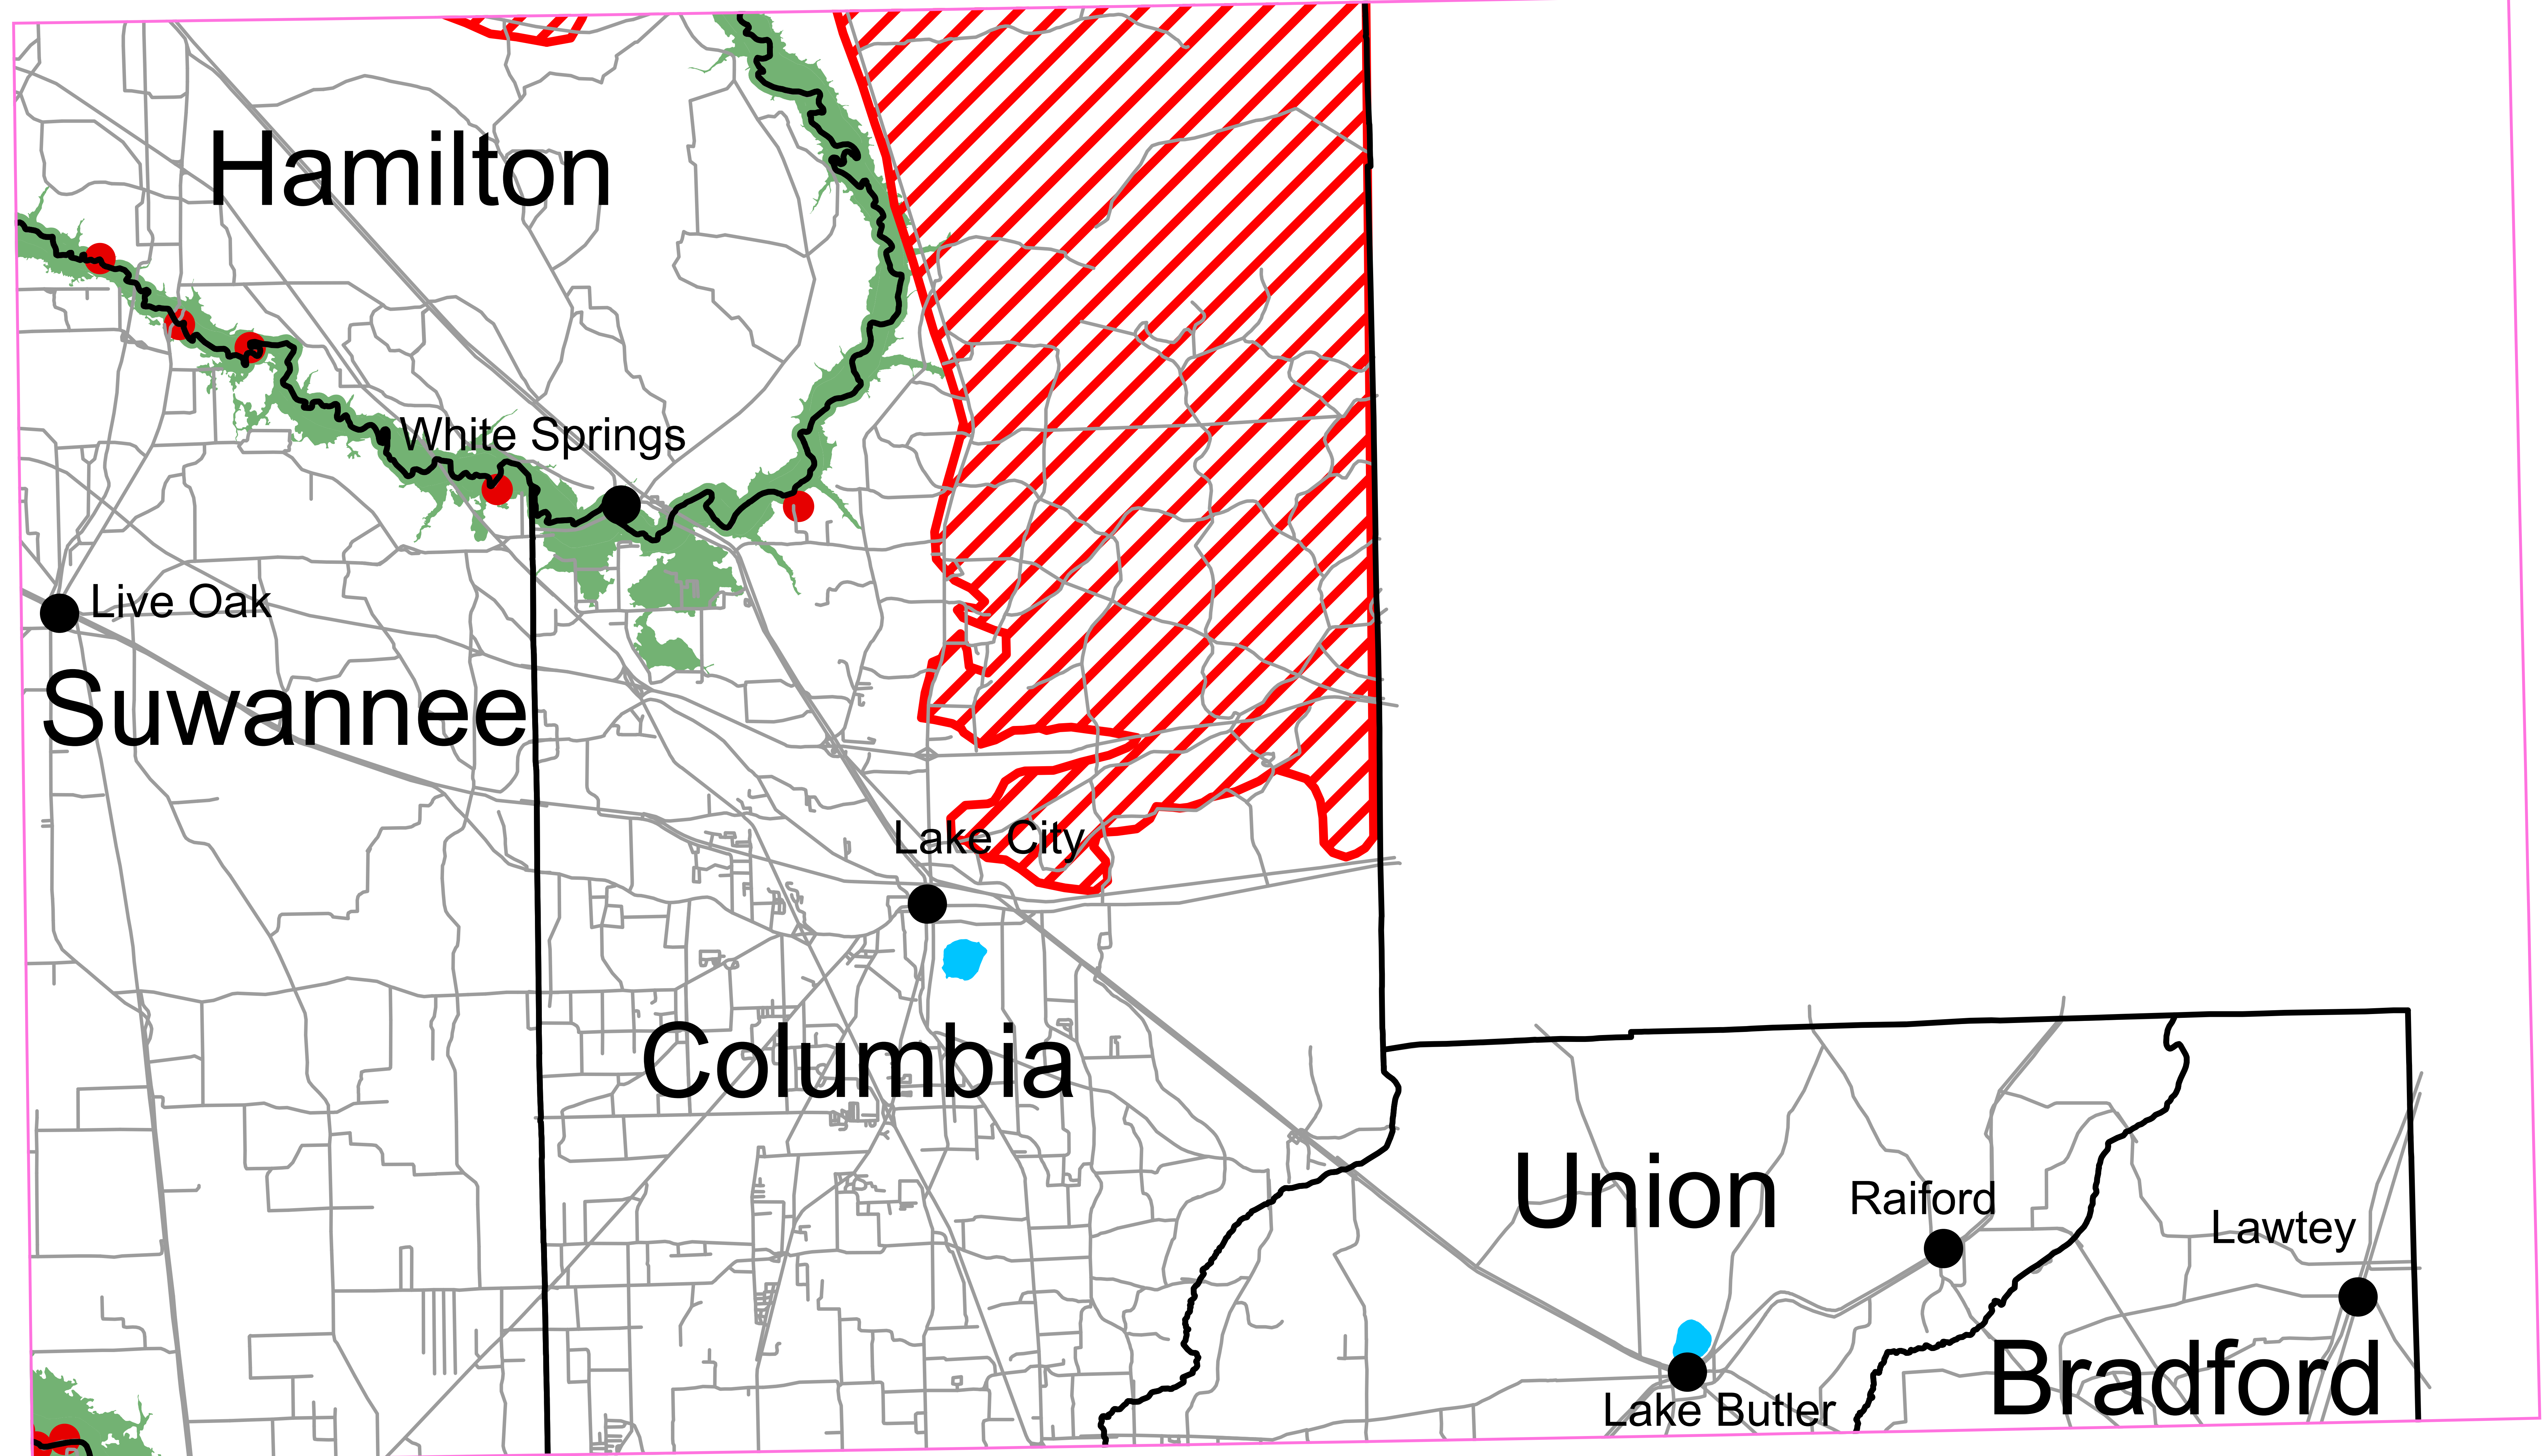 Hamilton
White Springs
Live Oak
Suwannee
Lake City
Columbia
Union
Raiford
Lawtey
Bradford
Lake Butler